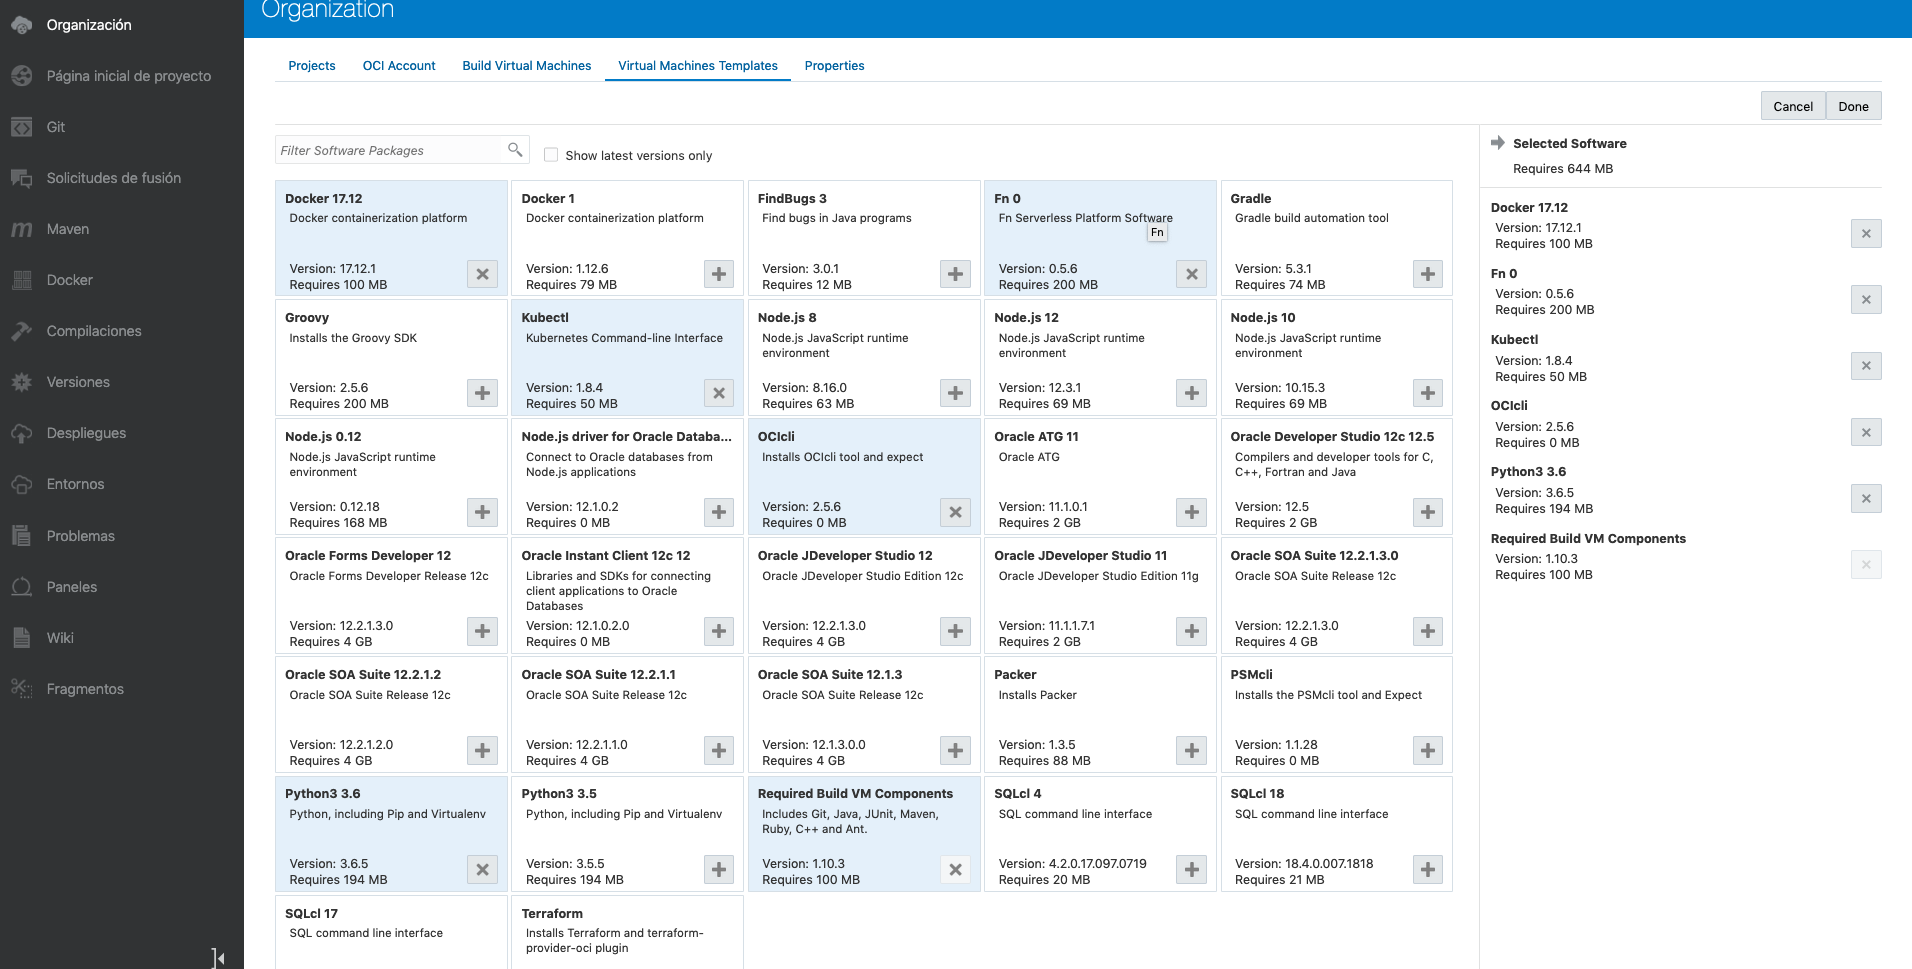 Organización
Página inicial de proyecto
Git
Solicitudes de fusión
Maven
Docker
Compilaciones
Versiones
Despliegues
Entornos
Problemas
Paneles
Wiki
Fragmentos
Organization
Projects
OCI Account
Build Virtual Machines
Virtual Machines Templates
Properties
Cancel
Done
Filter Software Packages
Show latest versions only
Docker 17.12
Docker containerization platform
Version: 17.12.1
Requires 100 MB
Docker 1
Docker containerization platform
Version: 1.12.6
Requires 79 MB
FindBugs 3
Find bugs in Java programs
Version: 3.0.1
Requires 12 MB
Fn 0
Fn Serverless Platform Software
Fn
Version: 0.5.6
Requires 200 MB
Gradle
Gradle build automation tool
Version: 5.3.1
Requires 74 MB
Groovy
Installs the Groovy SDK
Version: 2.5.6
Requires 200 MB
Kubectl
Kubernetes Command-line Interface
Version: 1.8.4
Requires 50 MB
Node.js 8
Node.js JavaScript runtime
environment
Version: 8.16.0
Requires 63 MB
Node.js 12
Node.js JavaScript runtime
environment
Version: 12.3.1
Requires 69 MB
Node.js 10
Node.js JavaScript runtime
environment
Version: 10.15.3
Requires 69 MB
Node.js 0.12
Node.js JavaScript runtime
environment
Version: 0.12.18
Requires 168 MB
Node.js driver for Oracle Databa...
Connect to Oracle databases from
Node.js applications
Version: 12.1.0.2
Requires 0 MB
OCIcli
Installs OCIcli tool and expect
Version: 2.5.6
Requires 0 MB
Oracle ATG 11
Oracle ATG
Version: 11.1.0.1
Requires 2 GB
Oracle Developer Studio 12c 12.5
Compilers and developer tools for C,
C++, Fortran and Java
Version: 12.5
Requires 2 GB
Oracle Forms Developer 12
Oracle Forms Developer Release 12c
Version: 12.2.1.3.0
Requires 4 GB
Oracle Instant Client 12c 12
Libraries and SDKs for connecting
client applications to Oracle
Databases
Version: 12.1.0.2.0
Requires 0 MB
Oracle JDeveloper Studio 12
Oracle JDeveloper Studio Edition 12c
Version: 12.2.1.3.0
Requires 4 GB
Oracle JDeveloper Studio 11
Oracle JDeveloper Studio Edition 11g
Version: 11.1.1.7.1
Requires 2 GB
Oracle SOA Suite 12.2.1.3.0
Oracle SOA Suite Release 12c
Version: 12.2.1.3.0
Requires 4 GB
Oracle SOA Suite 12.2.1.2
Oracle SOA Suite Release 12c
Version: 12.2.1.2.0
Requires 4 GB
Oracle SOA Suite 12.2.1.1
Oracle SOA Suite Release 12c
Version: 12.2.1.1.0
Requires 4 GB
Oracle SOA Suite 12.1.3
Oracle SOA Suite Release 12c
Version: 12.1.3.0.0
Requires 4 GB
Packer
Installs Packer
Version: 1.3.5
Requires 88 MB
PSMcli
Installs the PSMcli tool and Expect
Version: 1.1.28
Requires 0 MB
Python3 3.6
Python, including Pip and Virtualenv
Version: 3.6.5
Requires 194 MB
Python3 3.5
Python, including Pip and Virtualenv
Version: 3.5.5
Requires 194 MB
Required Build VM Components
Includes Git, Java, JUnit, Maven,
Ruby, C++ and Ant.
Version: 1.10.3
Requires 100 MB
SQLcl 4
SQL command line interface
Version: 4.2.0.17.097.0719
Requires 20 MB
SQLcl 18
SQL command line interface
Version: 18.4.0.007.1818
Requires 21 MB
SQLcl 17
SQL command line interface
Terraform
Installs Terraform and terraform-
provider-oci plugin
Selected Software
Requires 644 MB
Docker 17.12
Version: 17.12.1
Requires 100 MB
Fn 0
Version: 0.5.6
Requires 200 MB
Kubectl
Version: 1.8.4
Requires 50 MB
OCIcli
Version: 2.5.6
Requires 0 MB
Python3 3.6
Version: 3.6.5
Requires 194 MB
Required Build VM Components
Version: 1.10.3
Requires 100 MB